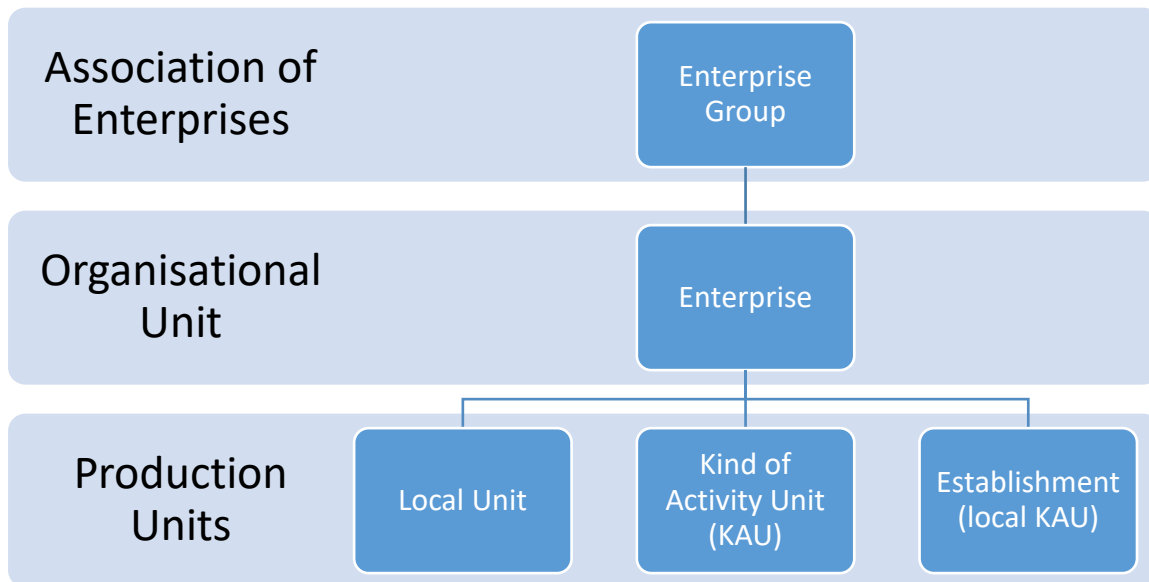 Association of
Enterprises
Enterprise
Group
Organisational
Unit
Enterprise
Production
Units
Local Unit
Kind of
Activity Unit
(KAU)
Establishment
(local KAU)